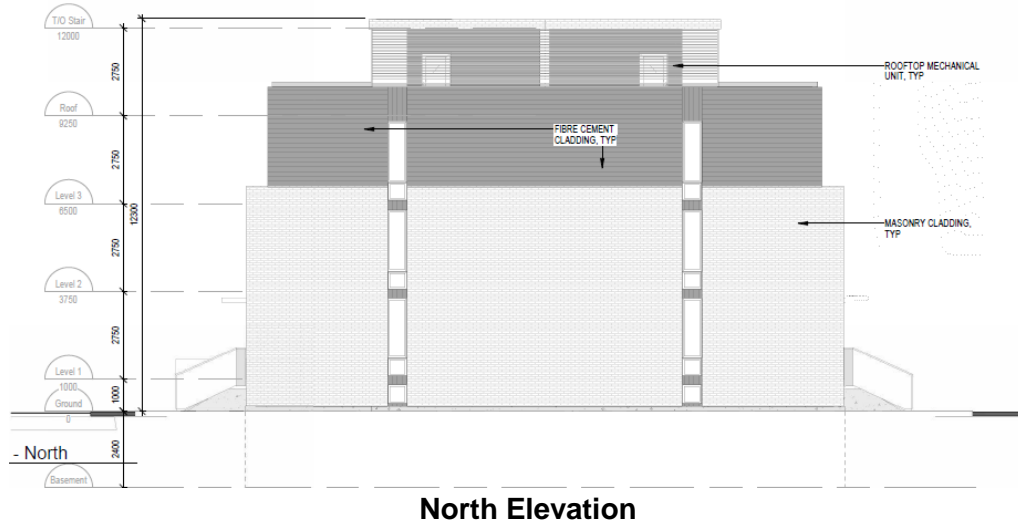 T/O Stair
12000
2750
ROOFTOP MECHANICAL
UNIT, TYP
Roof
9250
FIBRE CEMENT
CLADDING, TYP
2750
Level 3
6500
12300
MASONRY CLADDING,
TYP
2750
Level 2
3750
2750
Level 1
1000
1000
Ground
0
- North
2400
Basement
North Elevation